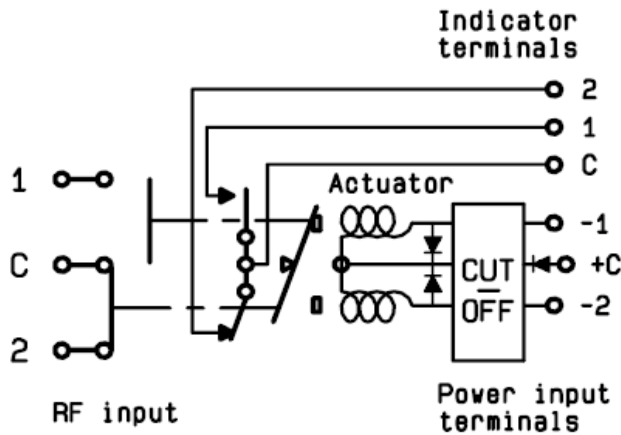 Indicator
terminals
2
1
C
Actuator
1
C
2
-1
+C
-2
CUT
OFF
RF input
Power input
terminals